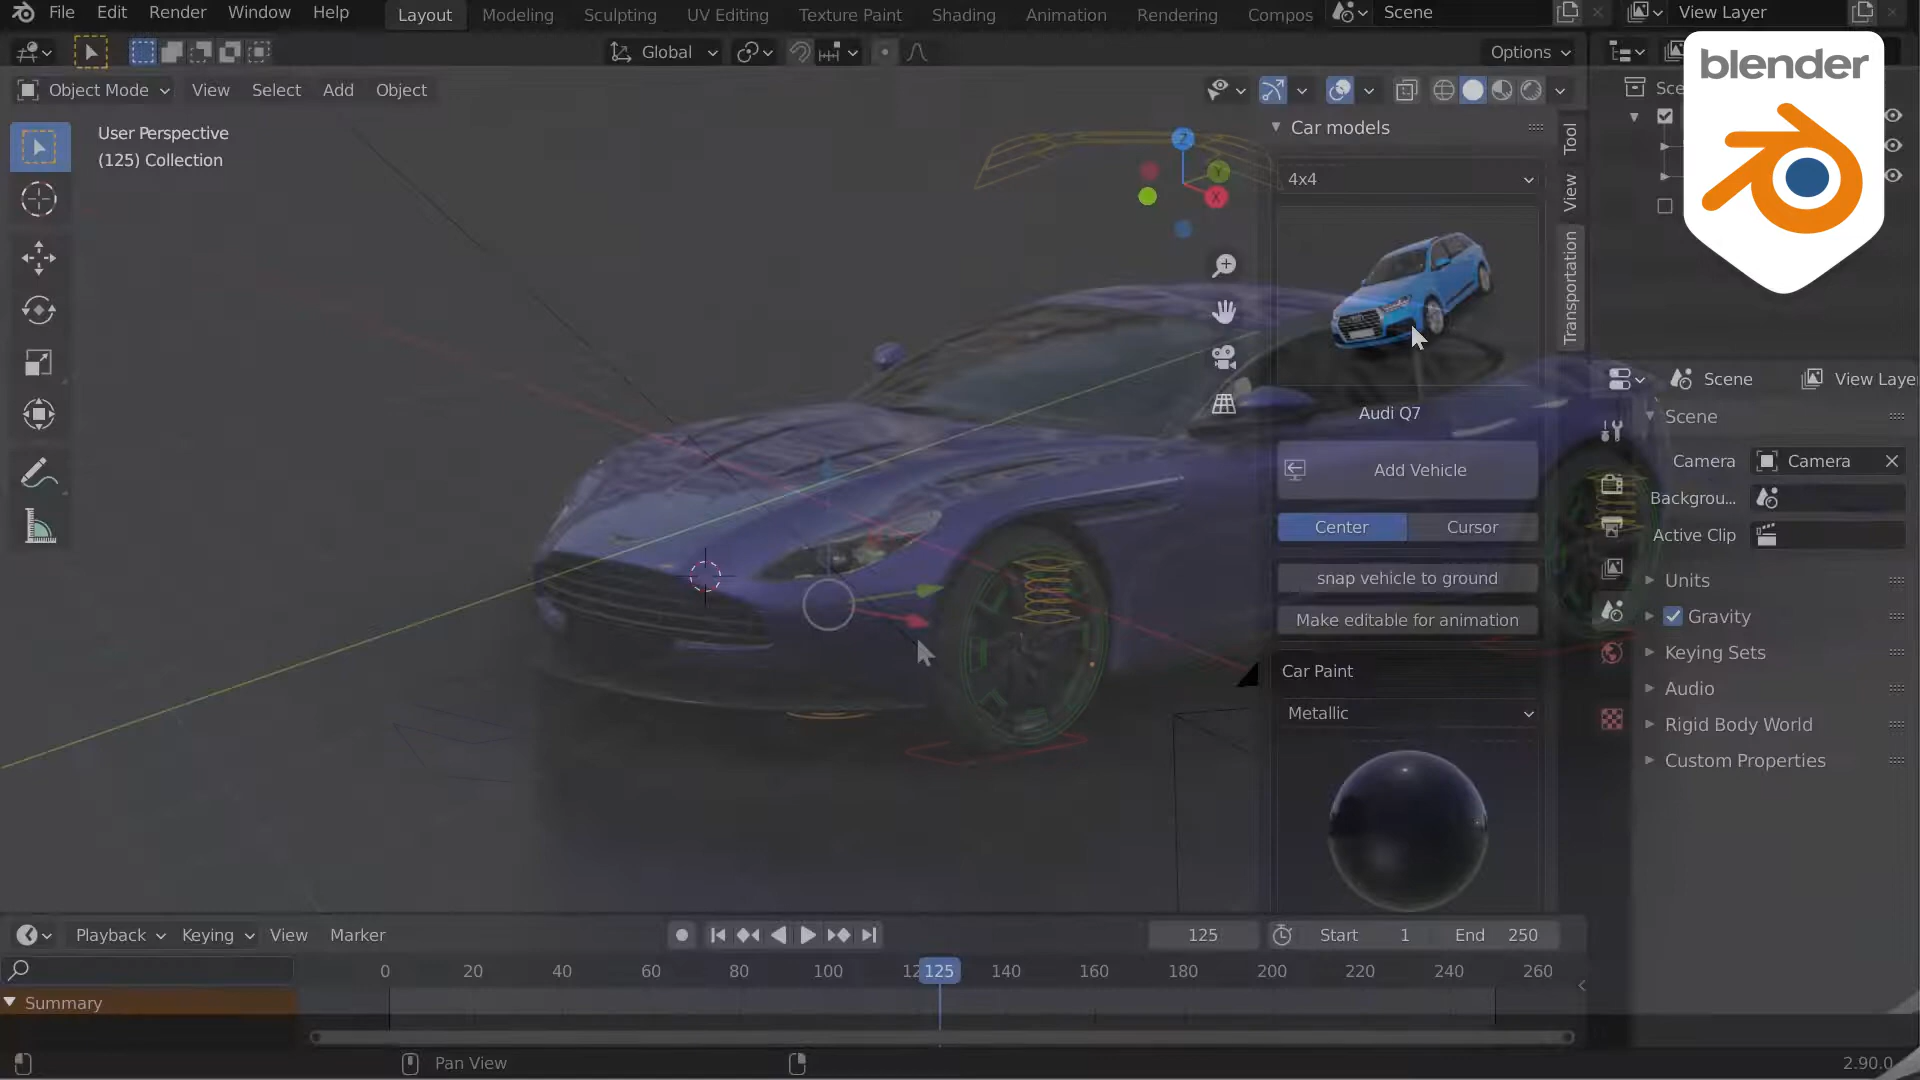 File Edit Render Window Help
Layout Modeling Sculpting UV Editing Texture Paint Shading Animation Rendering Compos
Scene
View Layer
Global
Options
Object Mode View Select Add Object
blender
User Perspective
(125) Collection
Z
Y
X
Car models
4x4
Audi Q7
Add Vehicle
Center Cursor
snap vehicle to ground
Make editable for animation
Car Paint
Metallic
Tool
View
Transportation
Sce
Scene
View Laye
Scene
Camera Camera
Backgrou...
Active Clip
Units
Gravity
Keying Sets
Audio
Rigid Body World
Custom Properties
Playback Keying View Marker
125 Start 1 End 250
0 20 40 60 80 100 12 125 140 160 180 200 220 240 260
Summary
Pan View
2.90.0